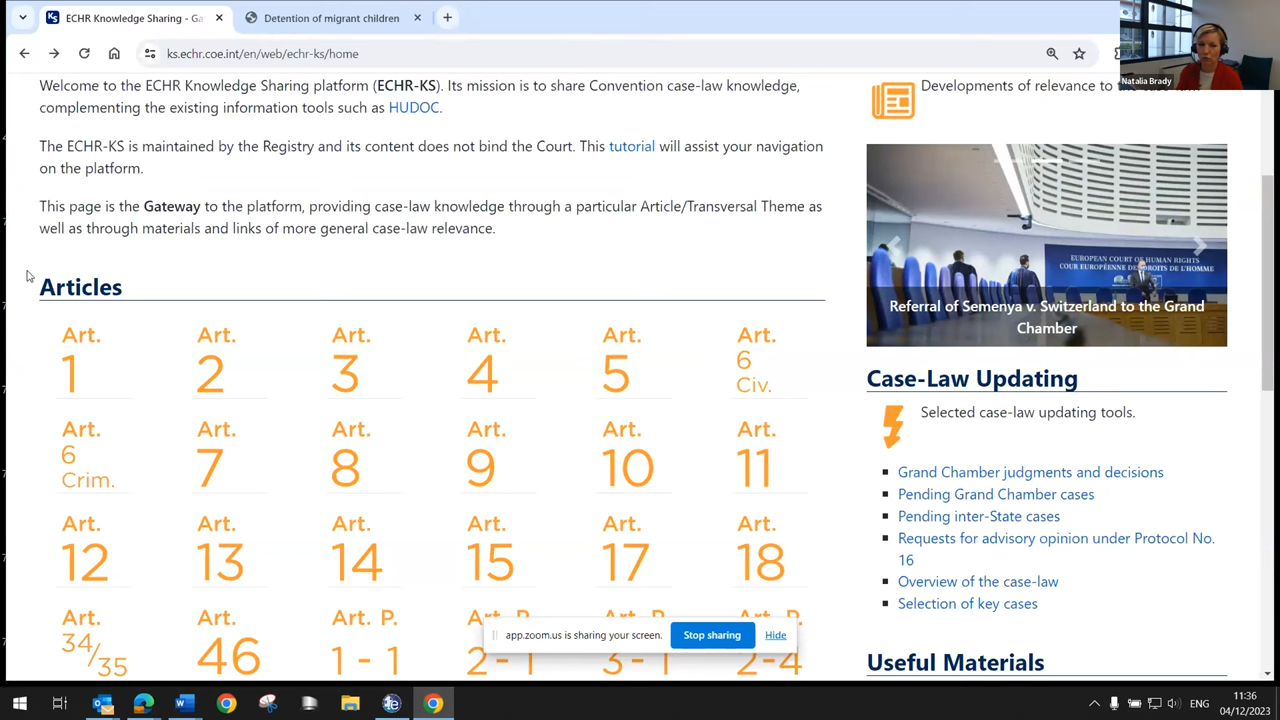 ECHR Knowledge Sharing - Ga
Detention of migrant children
ks.echr.coe.int/en/web/echr-ks/home
Natalia Brady
Welcome to the ECHR Knowledge Sharing platform (ECHR-KS). Its mission is to share Convention case-law knowledge,
complementing the existing information tools such as HUDOC.
The ECHR-KS is maintained by the Registry and its content does not bind the Court. This tutorial will assist your navigation
on the platform.
This page is the Gateway to the platform, providing case-law knowledge through a particular Article/Transversal Theme as
well as through materials and links of more general case-law relevance.
Articles
Art. Art. Art. Art. Art. Art.
1 2 3 4 5 6
Civ.
Art. Art. Art. Art. Art. Art.
6 7 8 9 10 11
Crim.
Art. Art. Art. Art. Art. Art.
12 13 14 15 17 18
Art. Art. Art. P. Art. P. Art. P. Art. P.
34/35 46 1 - 1 2 - 1 3 - 1 2-4
Developments of relevance to the
EUROPEAN COURT OF HUMAN RIGHTS
COUR EUROPÉENNE DES DROITS DE L'HOMME
Referral of Semenya v. Switzerland to the Grand
Chamber
Case-Law Updating
Selected case-law updating tools.
Grand Chamber judgments and decisions
Pending Grand Chamber cases
Pending inter-State cases
Requests for advisory opinion under Protocol No.
16
Overview of the case-law
Selection of key cases
Useful Materials
app.zoom.us is sharing your screen.
Stop sharing
Hide
ENG
11:36
04/12/2023